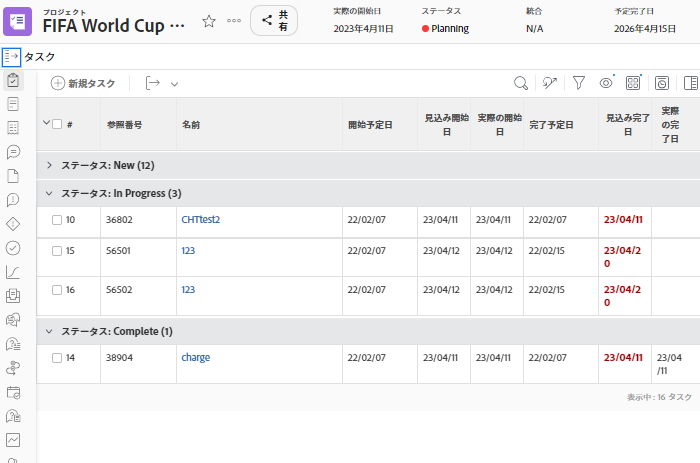 プロジェクト
FIFA World Cup ...
共有
実際の開始日
2023年4月11日
ステータス
Planning
統合
N/A
予定完了日
2026年4月15日
タスク
新規タスク
# 参照番号 名前 開始予定日 見込み開始日 実際の開始日 完了予定日 見込み完了日 実際の完了日
ステータス: New (12)
ステータス: In Progress (3)
10 36802 CHTtest2 22/02/07 23/04/11 23/04/11 22/02/07 23/04/11
15 56501 123 22/02/07 23/04/12 23/04/12 22/02/15 23/04/20
16 56502 123 22/02/07 23/04/12 23/04/12 22/02/15 23/04/20
ステータス: Complete (1)
14 38904 charge 22/02/07 23/04/11 23/04/11 22/02/07 23/04/11 23/04/11
表示中 : 16 タスク